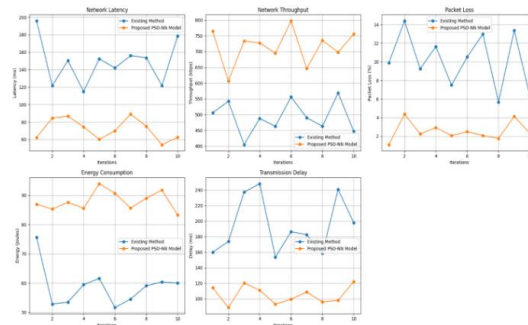 Network Latency
Existing Method
Proposed PSO-NN Model
Latency (ms)
200
180
160
140
120
100
80
60
2 4 6 8 10
Iterations
Network Throughput
Throughput (kbps)
800
750
700
650
600
550
500
450
400
Existing Method
Proposed PSO-NN Model
2 4 6 8 10
Iterations
Packet Loss
Existing Method
Proposed PSO-NN Model
Packet Loss (%)
14
12
10
8
6
4
2
2 4 6 8 10
Iterations
Energy Consumption
Energy (Joules)
90
85
80
75
70
Existing Method
Proposed PSO-NN Model
2 4 6 8 10
Iterations
Transmission Delay
Existing Method
Proposed PSO-NN Model
Delay (ms)
240
220
200
180
160
140
120
100
2 4 6 8 10
Iterations